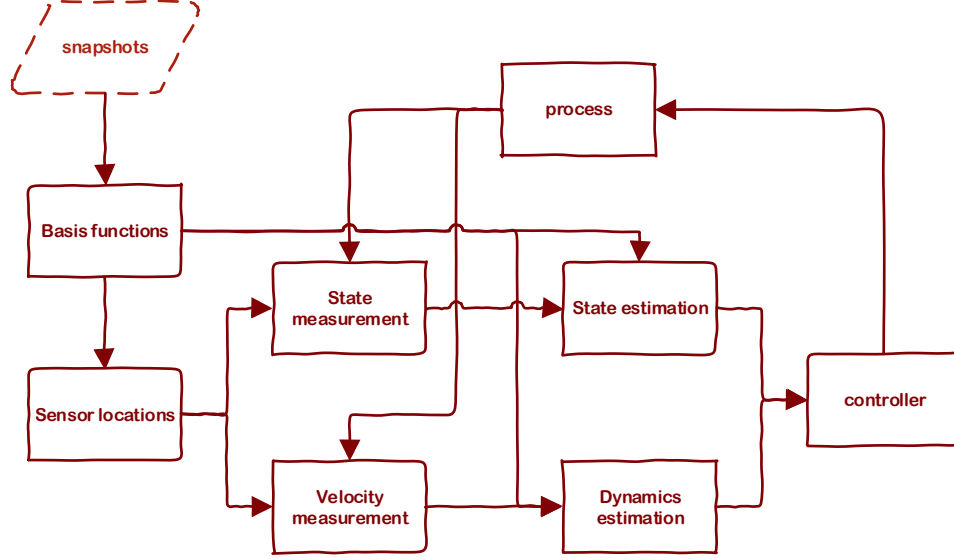 snapshots
process
Basis functions
State
measurement
State estimation
Sensor locations
controller
Velocity
measurement
Dynamics
estimation